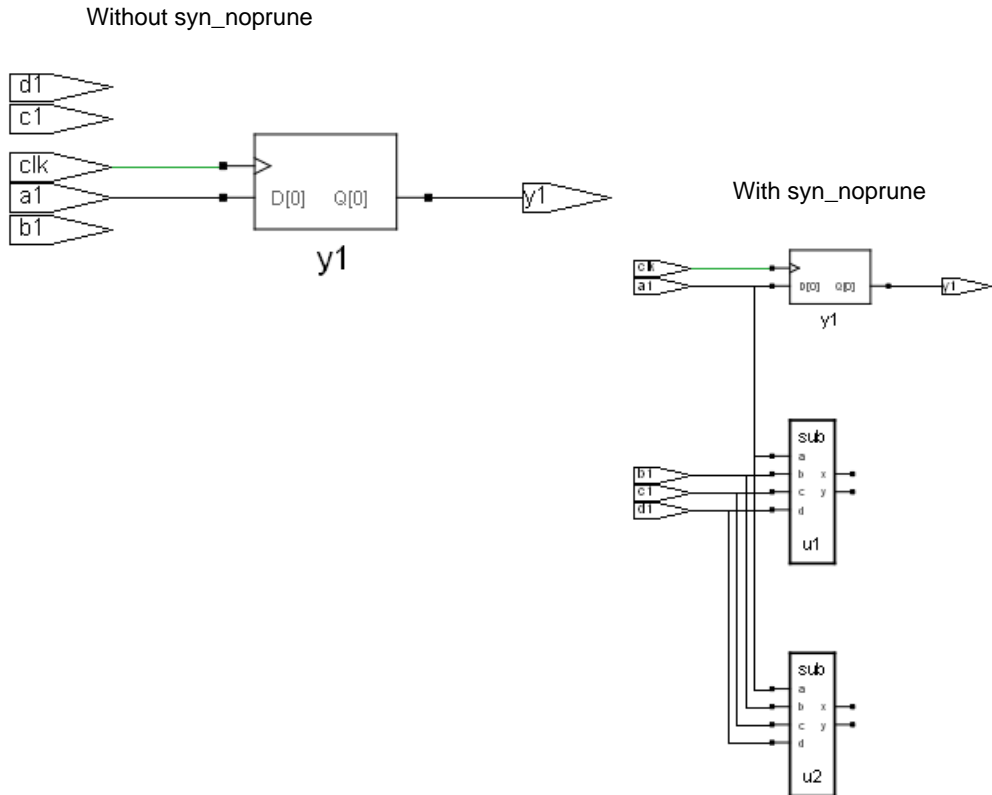 Without syn_noprune
d1
c1
clk
a1
b1
D[0] Q[0]
y1
y1
With syn_noprune
clk
a1
D[0] Q[0]
y1
y1
sub
a
b x
c y
d
u1
b1
c1
d1
sub
a
b x
c y
d
u2